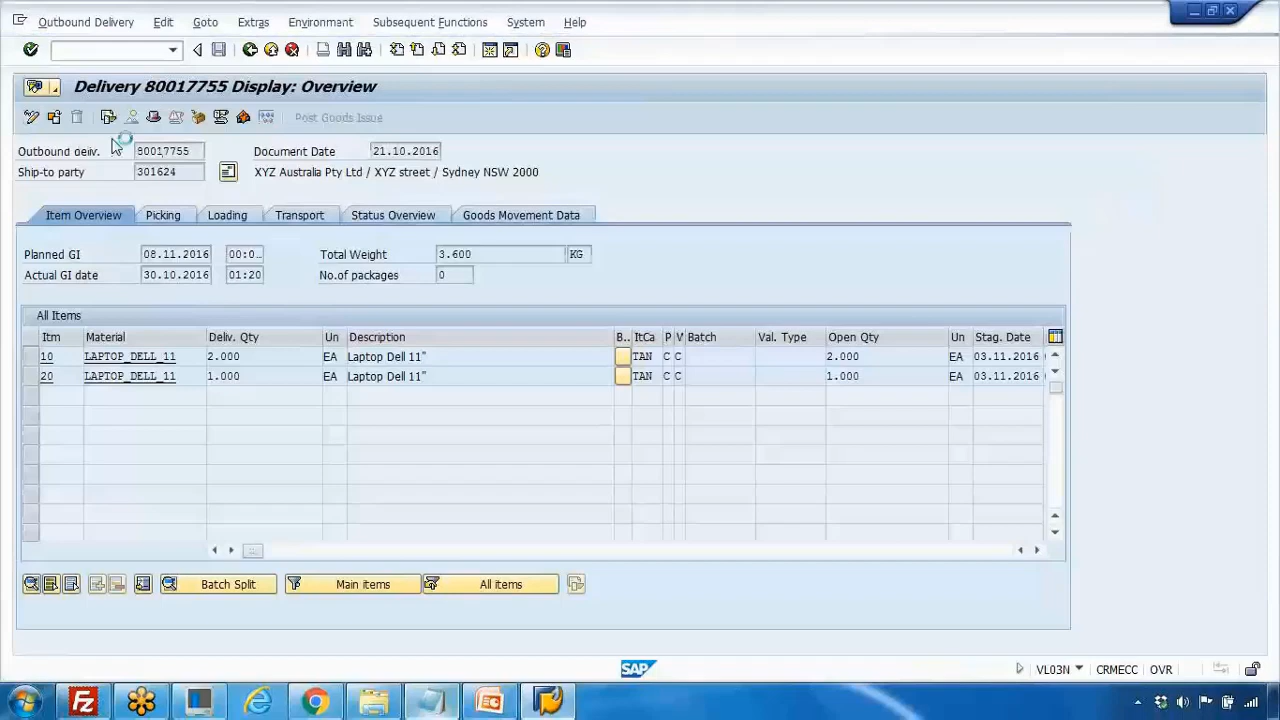 Outbound Delivery Edit Goto Extras Environment Subsequent Functions System Help
Delivery 80017755 Display: Overview
Post Goods Issue
Outbound deliv. 80017755 Document Date 21.10.2016
Ship-to party 301624 XYZ Australia Pty Ltd / XYZ street / Sydney NSW 2000
Item Overview Picking Loading Transport Status Overview Goods Movement Data
Planned GI 08.11.2016 00:0.. Total Weight 3.600 KG
Actual GI date 30.10.2016 01:20 No.of packages 0
All Items
Itm Material Deliv. Qty Un Description B.. ItCa P V Batch Val. Type Open Qty Un Stag. Date
10 LAPTOP_DELL_11 2.000 EA Laptop Dell 11" TAN C C 2.000 EA 03.11.2016
20 LAPTOP_DELL_11 1.000 EA Laptop Dell 11" TAN C C 1.000 EA 03.11.2016
Batch Split Main items All items
SAP VL03N CRMECC OVR
FZ